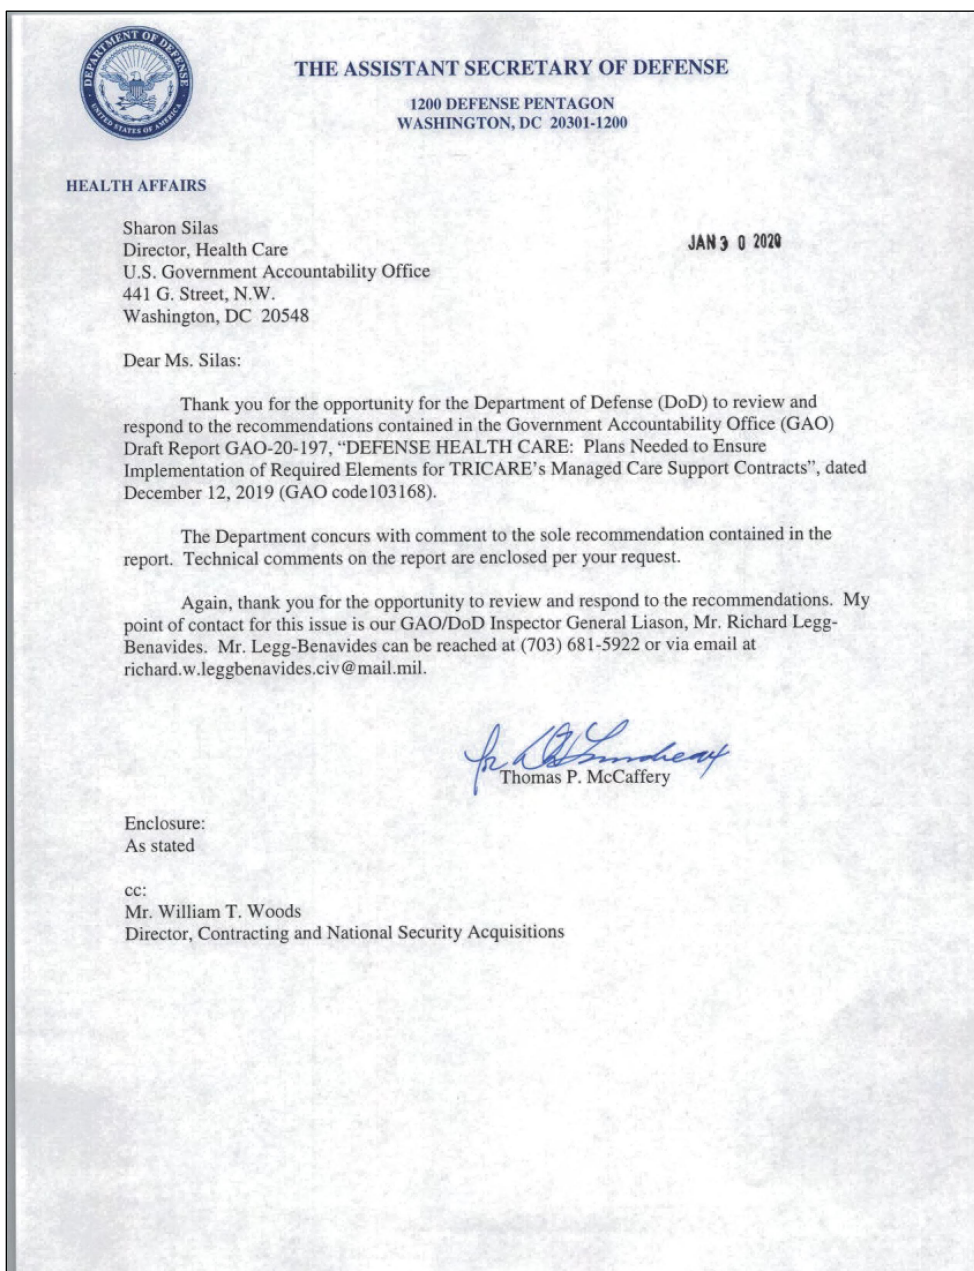 DEPARTMENT OF DEFENSE
UNITED STATES OF AMERICA
THE ASSISTANT SECRETARY OF DEFENSE
1200 DEFENSE PENTAGON
WASHINGTON, DC 20301-1200
HEALTH AFFAIRS
JAN 3 0 2020
Sharon Silas
Director, Health Care
U.S. Government Accountability Office
441 G. Street, N.W.
Washington, DC 20548
Dear Ms. Silas:
Thank you for the opportunity for the Department of Defense (DoD) to review and
respond to the recommendations contained in the Government Accountability Office (GAO)
Draft Report GAO-20-197, “DEFENSE HEALTH CARE: Plans Needed to Ensure
Implementation of Required Elements for TRICARE’s Managed Care Support Contracts”, dated
December 12, 2019 (GAO code103168).
The Department concurs with comment to the sole recommendation contained in the
report. Technical comments on the report are enclosed per your request.
Again, thank you for the opportunity to review and respond to the recommendations. My
point of contact for this issue is our GAO/DoD Inspector General Liason, Mr. Richard Legg-
Benavides. Mr. Legg-Benavides can be reached at (703) 681-5922 or via email at
richard.w.leggbenavides.civ@mail.mil.
Thomas P. McCaffery
Enclosure:
As stated
cc:
Mr. William T. Woods
Director, Contracting and National Security Acquisitions